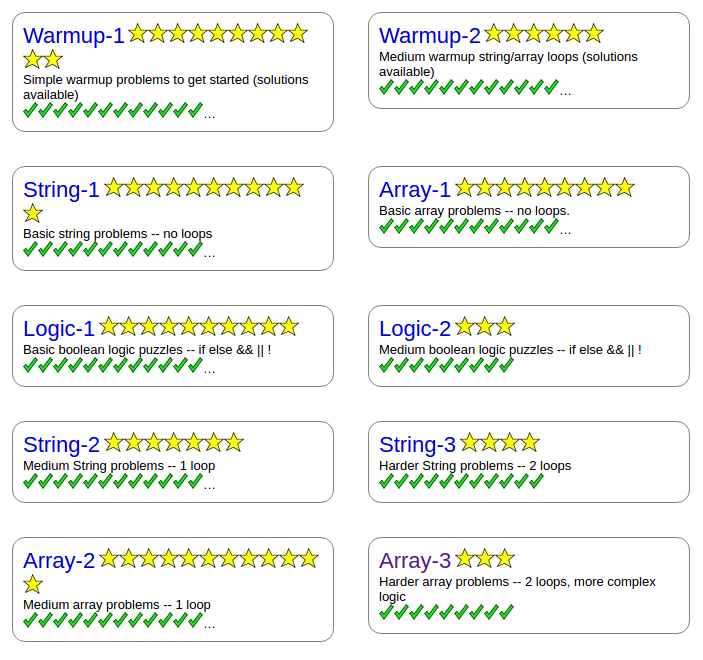 Warmup-1
Simple warmup problems to get started (solutions
available)
...
Warmup-2
Medium warmup string/array loops (solutions
available)
...
String-1
Basic string problems -- no loops
...
Array-1
Basic array problems -- no loops.
...
Logic-1
Basic boolean logic puzzles -- if else && || !
...
Logic-2
Medium boolean logic puzzles -- if else && || !
String-2
Medium String problems -- 1 loop
...
String-3
Harder String problems -- 2 loops
Array-2
Medium array problems -- 1 loop
...
Array-3
Harder array problems -- 2 loops, more complex
logic